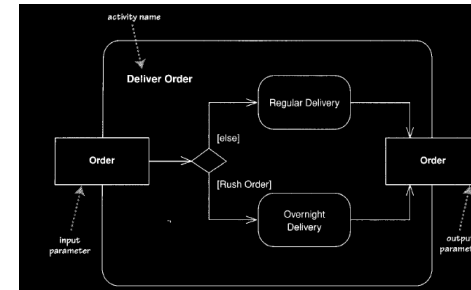 activity name
Deliver Order
Regular Delivery
[else]
Order
Order
[Rush Order]
Overnight
Delivery
input
parameter
output
paramet